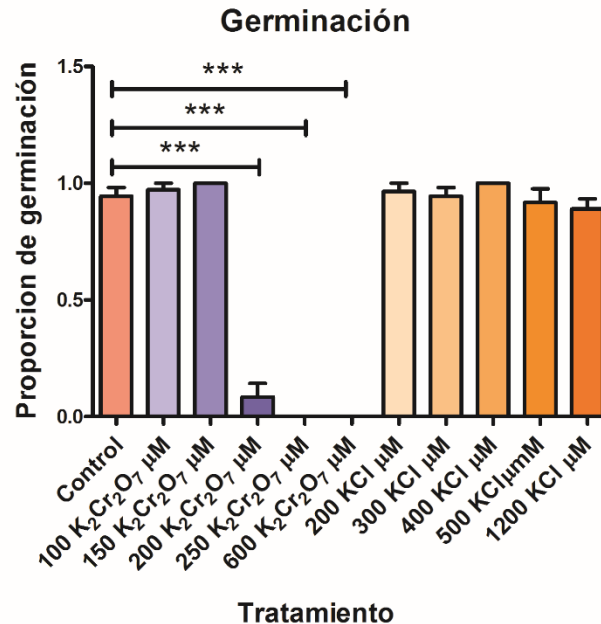 Germinación
Proporcion de germinación
1.5
1.0
0.5
0.0
***
***
***
Control
100 K₂Cr₂O₇ µM
150 K₂Cr₂O₇ µM
200 K₂Cr₂O₇ µM
250 K₂Cr₂O₇ µM
600 K₂Cr₂O₇ µM
200 KCl µM
300 KCl µM
400 KCl µM
500 KClµmM
1200 KCl µM
Tratamiento